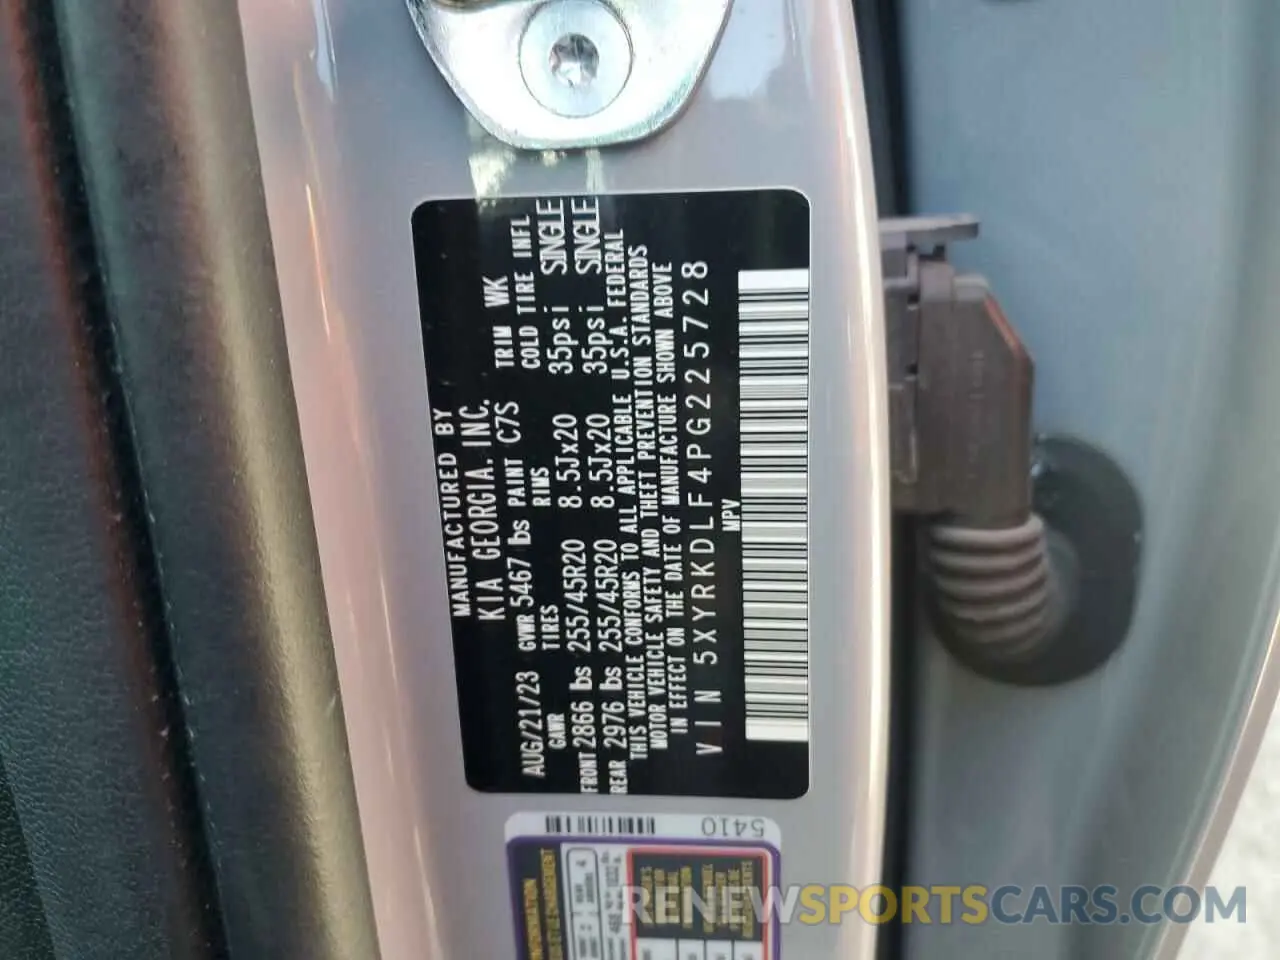 MANUFACTURED BY
KIA GEORGIA. INC.
AUG/21/23 GVWR 5467 lbs PAINT C7S TRIM WK
GAWR TIRES RIMS COLD TIRE INFL
FRONT 2866 lbs 255/45R20 8.5Jx20 35psi SINGLE
REAR 2976 lbs 255/45R20 8.5Jx20 35psi SINGLE
THIS VEHICLE CONFORMS TO ALL APPLICABLE U.S.A. FEDERAL
MOTOR VEHICLE SAFETY AND THEFT PREVENTION STANDARDS
IN EFFECT ON THE DATE OF MANUFACTURE SHOWN ABOVE
VIN 5XYRKDLF4PG225728
MPV
5410
RENEWSPORTSCARS.COM